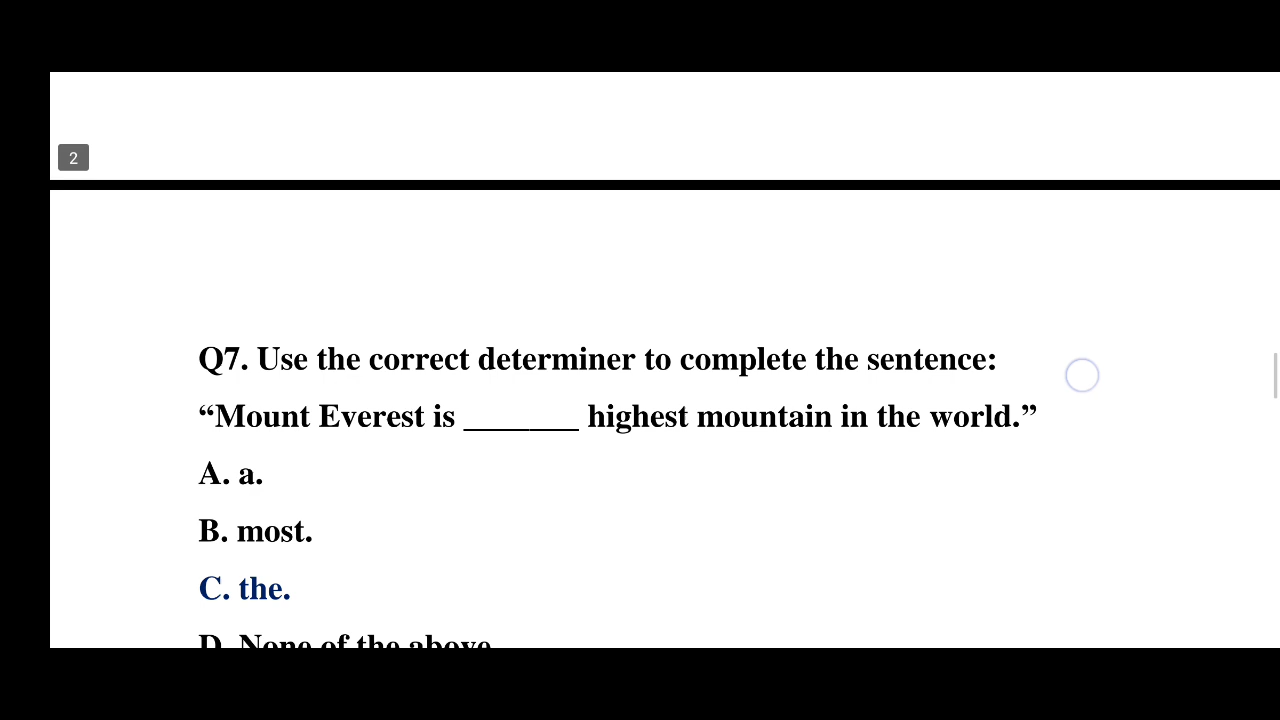 2
Q7. Use the correct determiner to complete the sentence:
“Mount Everest is _______ highest mountain in the world.”
A. a.
B. most.
C. the.
D. None of the above